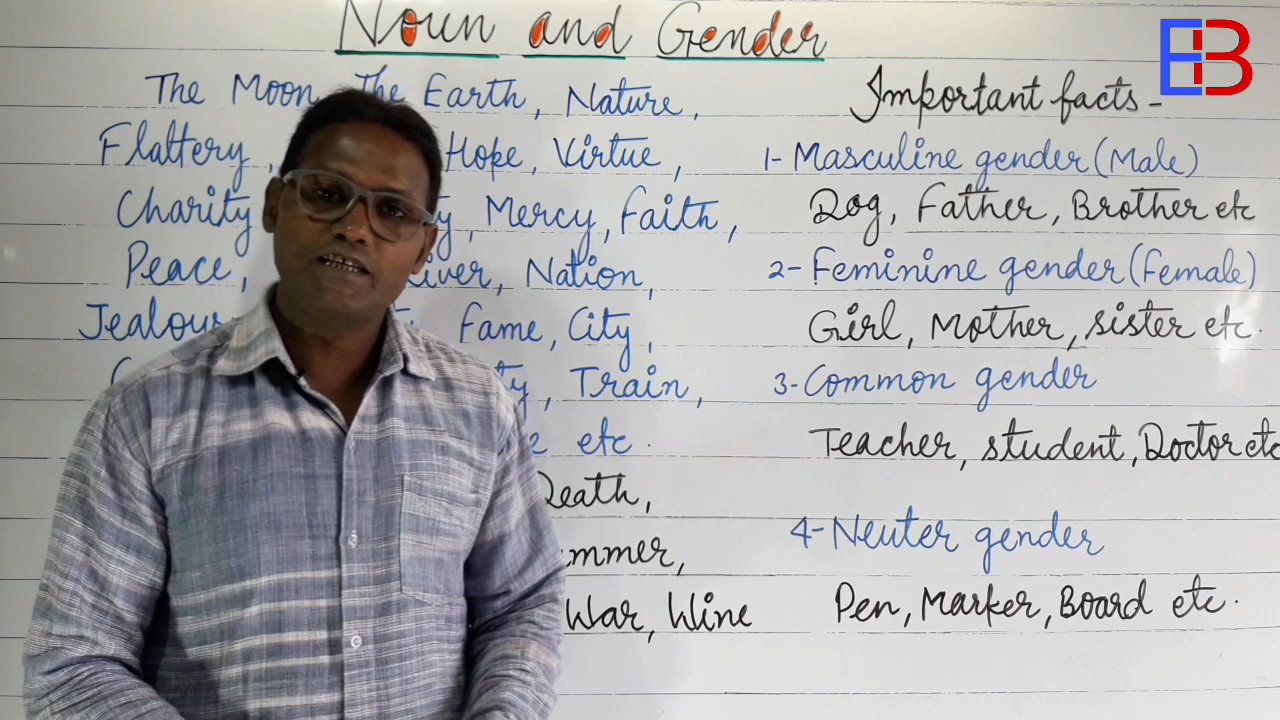 Noun and Gender
EB
The Moon, The Earth, Nature,
Flattery, Hope, Virtue,
Charity Mercy, Faith,
Peace, Nation,
Fame, City,
Train,
etc.
Death,
War, Wine
Important facts -
1- Masculine gender (Male)
Dog, Father, Brother etc
2- Feminine gender (Female)
Girl, Mother, sister etc.
3- Common gender
Teacher, student, Doctor etc
4- Neuter gender
Pen, Marker, Board etc.